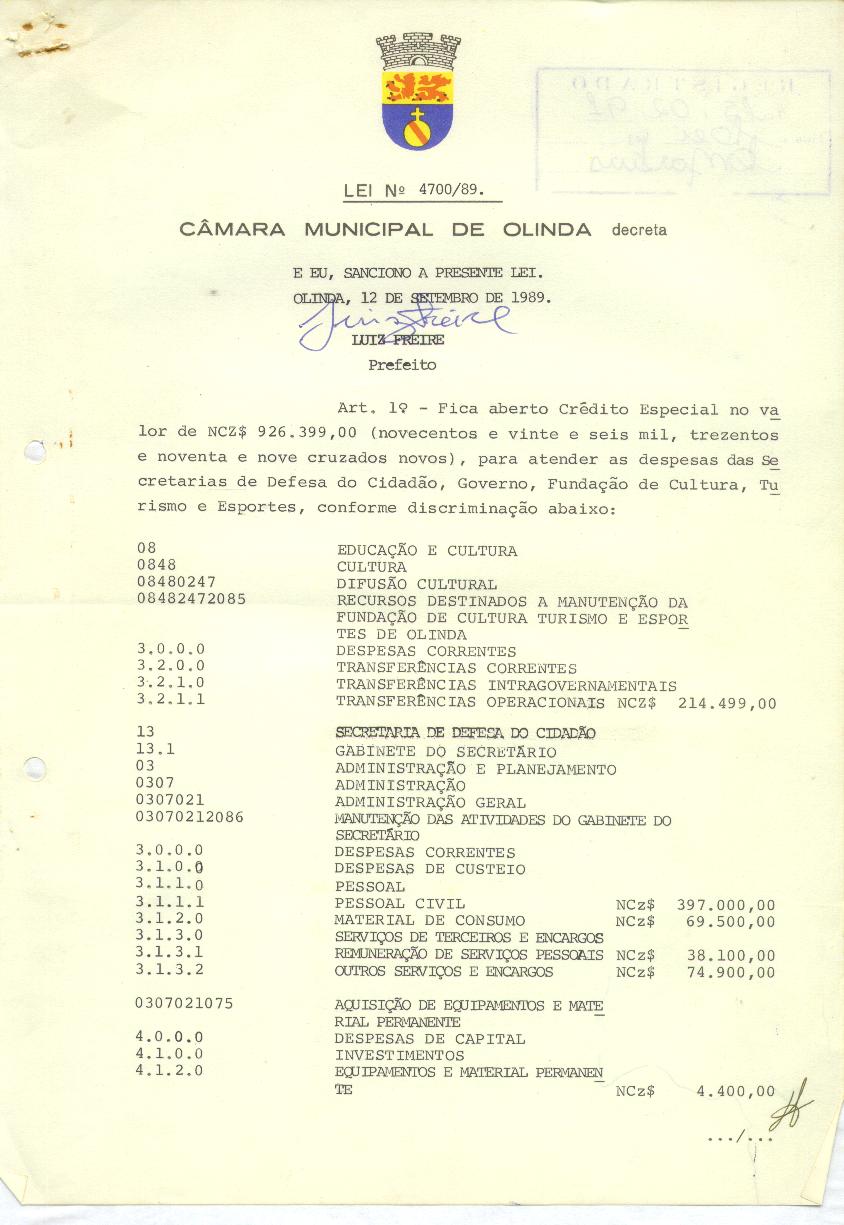 LEI Nº 4700/89.
CÂMARA MUNICIPAL DE OLINDA decreta
E EU, SANCIONO A PRESENTE LEI.
OLINDA, 12 DE SETEMBRO DE 1989.
Luiz Freire
LUIZ FREIRE
Prefeito
Art. 1º - Fica aberto Crédito Especial no va
lor de NCZ$ 926.399,00 (novecentos e vinte e seis mil, trezentos
e noventa e nove cruzados novos), para atender as despesas das Se
cretarias de Defesa do Cidadão, Governo, Fundação de Cultura, Tu
rismo e Esportes, conforme discriminação abaixo:
08 EDUCAÇÃO E CULTURA
0848 CULTURA
08480247 DIFUSÃO CULTURAL
08482472085 RECURSOS DESTINADOS A MANUTENÇÃO DA
FUNDAÇÃO DE CULTURA TURISMO E ESPOR
TES DE OLINDA
3.0.0.0 DESPESAS CORRENTES
3.2.0.0 TRANSFERÊNCIAS CORRENTES
3.2.1.0 TRANSFERÊNCIAS INTRAGOVERNAMENTAIS
3.2.1.1 TRANSFERÊNCIAS OPERACIONAIS NCZ$ 214.499,00
13 SECRETARIA DE DEFESA DO CIDADÃO
13.1 GABINETE DO SECRETÁRIO
03 ADMINISTRAÇÃO E PLANEJAMENTO
0307 ADMINISTRAÇÃO
0307021 ADMINISTRAÇÃO GERAL
03070212086 MANUTENÇÃO DAS ATIVIDADES DO GABINETE DO
SECRETÁRIO
3.0.0.0 DESPESAS CORRENTES
3.1.0.0 DESPESAS DE CUSTEIO
3.1.1.0 PESSOAL
3.1.1.1 PESSOAL CIVIL NCz$ 397.000,00
3.1.2.0 MATERIAL DE CONSUMO NCz$ 69.500,00
3.1.3.0 SERVIÇOS DE TERCEIROS E ENCARGOS
3.1.3.1 REMUNERAÇÃO DE SERVIÇOS PESSOAIS NCz$ 38.100,00
3.1.3.2 OUTROS SERVIÇOS E ENCARGOS NCz$ 74.900,00
0307021075 AQUISIÇÃO DE EQUIPAMENTOS E MATE
RIAL PERMANENTE
4.0.0.0 DESPESAS DE CAPITAL
4.1.0.0 INVESTIMENTOS
4.1.2.0 EQUIPAMENTOS E MATERIAL PERMANEN
TE NCz$ 4.400,00
.../...